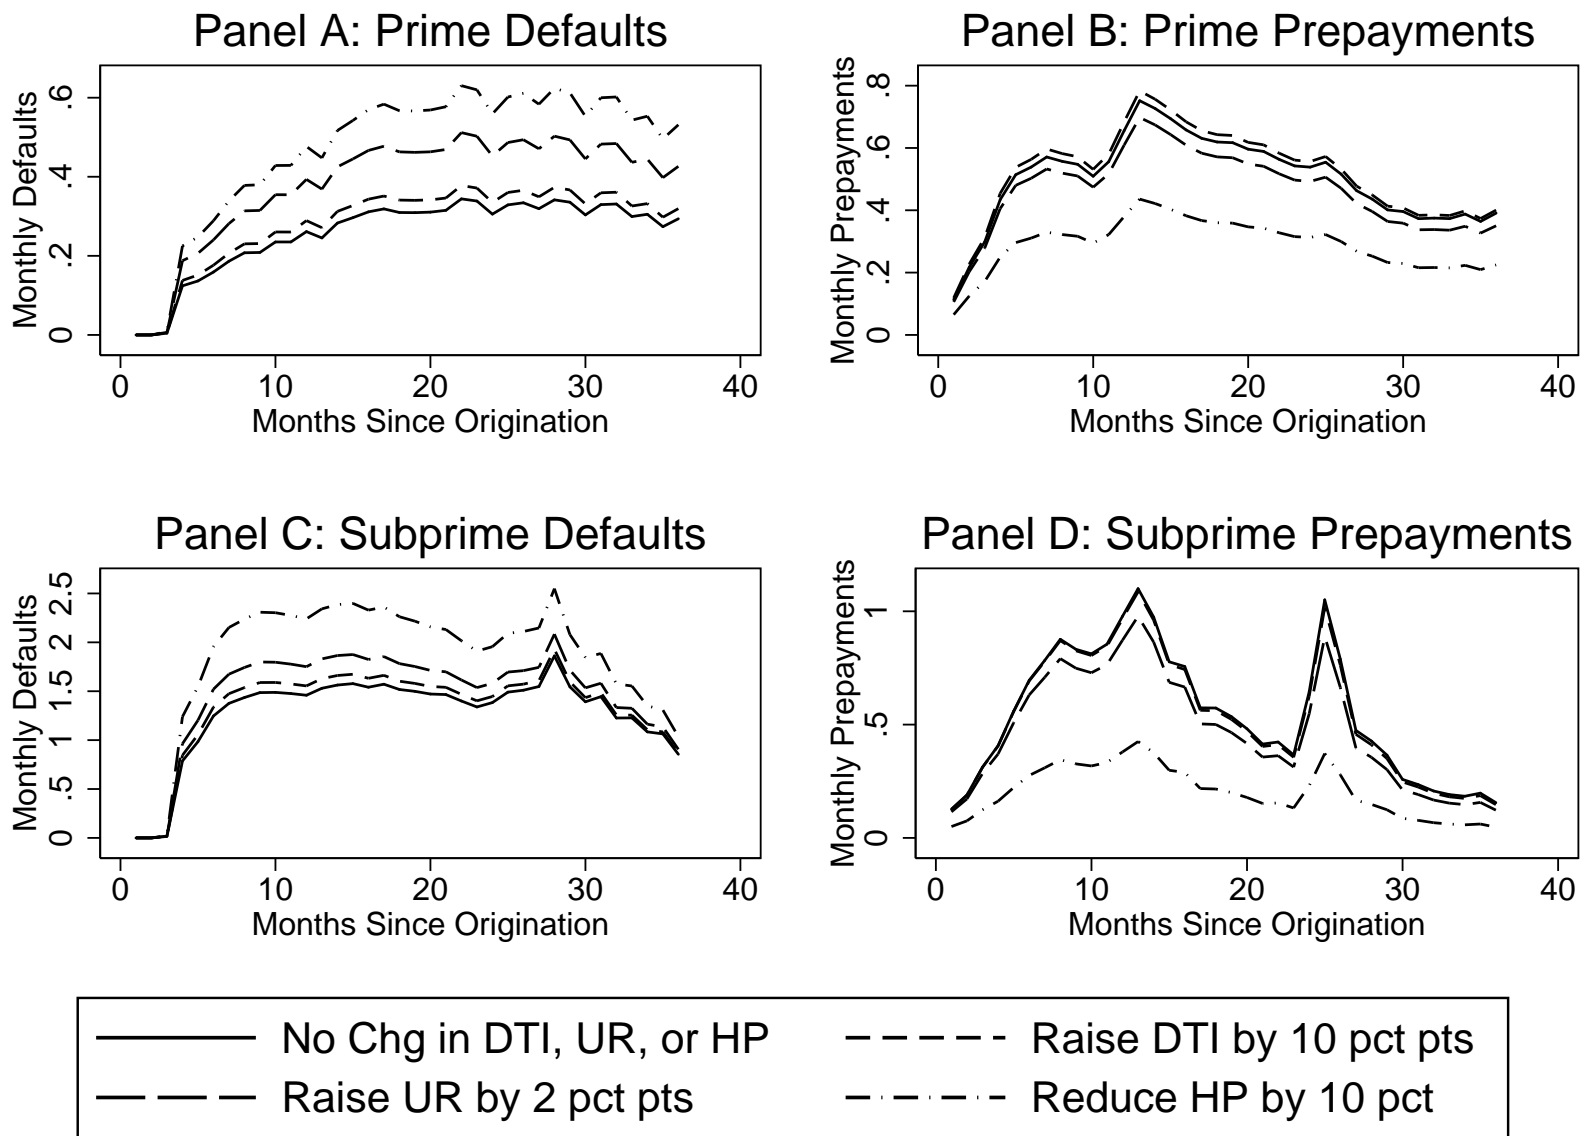 Panel A: Prime Defaults
Monthly Defaults
0 .2 .4 .6
0 10 20 30 40
Months Since Origination
Panel B: Prime Prepayments
Monthly Prepayments
0 .2 .4 .6 .8
0 10 20 30 40
Months Since Origination
Panel C: Subprime Defaults
Monthly Defaults
0 .5 1 1.5 2 2.5
0 10 20 30 40
Months Since Origination
Panel D: Subprime Prepayments
Monthly Prepayments
0 .5 1
0 10 20 30 40
Months Since Origination
No Chg in DTI, UR, or HP
Raise DTI by 10 pct pts
Raise UR by 2 pct pts
Reduce HP by 10 pct